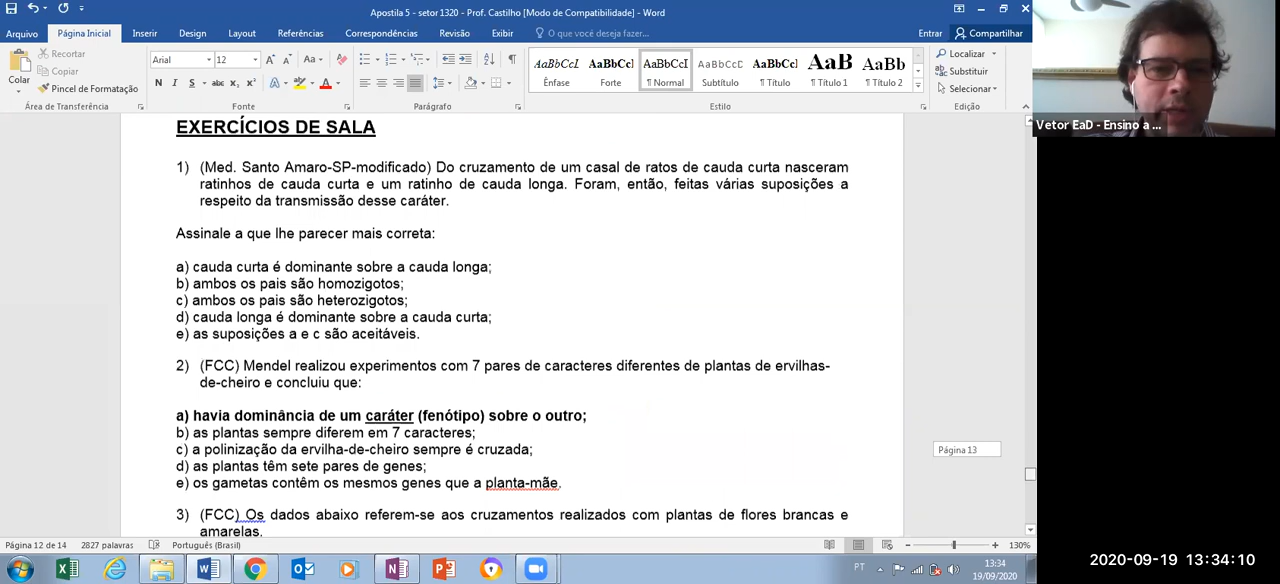 Apostila 5 - setor 1320 - Prof. Castilho [Modo de Compatibilidade] - Word
Arquivo Página Inicial Inserir Design Layout Referências Correspondências Revisão Exibir O que você deseja fazer... Entrar Compartilhar
Colar
Recortar
Copiar
Pincel de Formatação
Área de Transferência
Arial 12
N I S abc x₂ x² A A
Fonte
Parágrafo
AaBbCcI AaBbCc AaBbCcI AaBbCcC AaBbCc AaB AaBb
Ênfase Forte ¶ Normal Subtítulo ¶ Título ¶ Título 1 ¶ Título 2
Estilo
Localizar
Substituir
Selecionar
Edição
Vetor EaD - Ensino a ...
EXERCÍCIOS DE SALA
1) (Med. Santo Amaro-SP-modificado) Do cruzamento de um casal de ratos de cauda curta nasceram
ratinhos de cauda curta e um ratinho de cauda longa. Foram, então, feitas várias suposições a
respeito da transmissão desse caráter.
Assinale a que lhe parecer mais correta:
a) cauda curta é dominante sobre a cauda longa;
b) ambos os pais são homozigotos;
c) ambos os pais são heterozigotos;
d) cauda longa é dominante sobre a cauda curta;
e) as suposições a e c são aceitáveis.
2) (FCC) Mendel realizou experimentos com 7 pares de caracteres diferentes de plantas de ervilhas-
de-cheiro e concluiu que:
a) havia dominância de um caráter (fenótipo) sobre o outro;
b) as plantas sempre diferem em 7 caracteres;
c) a polinização da ervilha-de-cheiro sempre é cruzada;
d) as plantas têm sete pares de genes;
e) os gametas contêm os mesmos genes que a planta-mãe.
3) (FCC) Os dados abaixo referem-se aos cruzamentos realizados com plantas de flores brancas e
amarelas.
Página 13
Página 12 de 14 2827 palavras Português (Brasil) 130%
PT 13:34
19/09/2020
2020-09-19 13:34:10